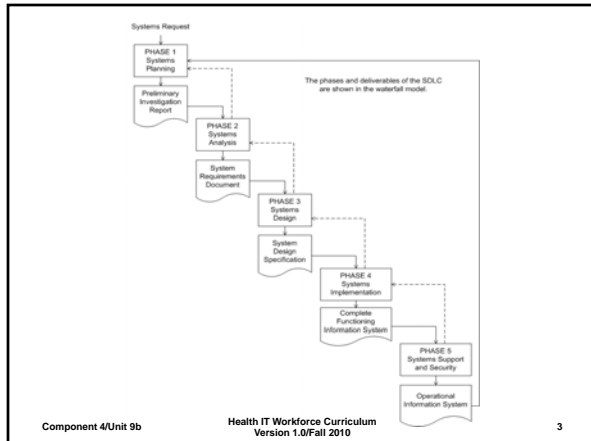 Systems Request
PHASE 1
Systems
Planning
The phases and deliverables of the SDLC
are shown in the waterfall model.
Preliminary
Investigation
Report
PHASE 2
Systems
Analysis
System
Requirements
Document
PHASE 3
Systems
Design
System
Design
Specification
PHASE 4
Systems
Implementation
Complete
Functioning
Information System
PHASE 5
Systems Support
and Security
Operational
Information System
Component 4/Unit 9b
Health IT Workforce Curriculum
Version 1.0/Fall 2010
3